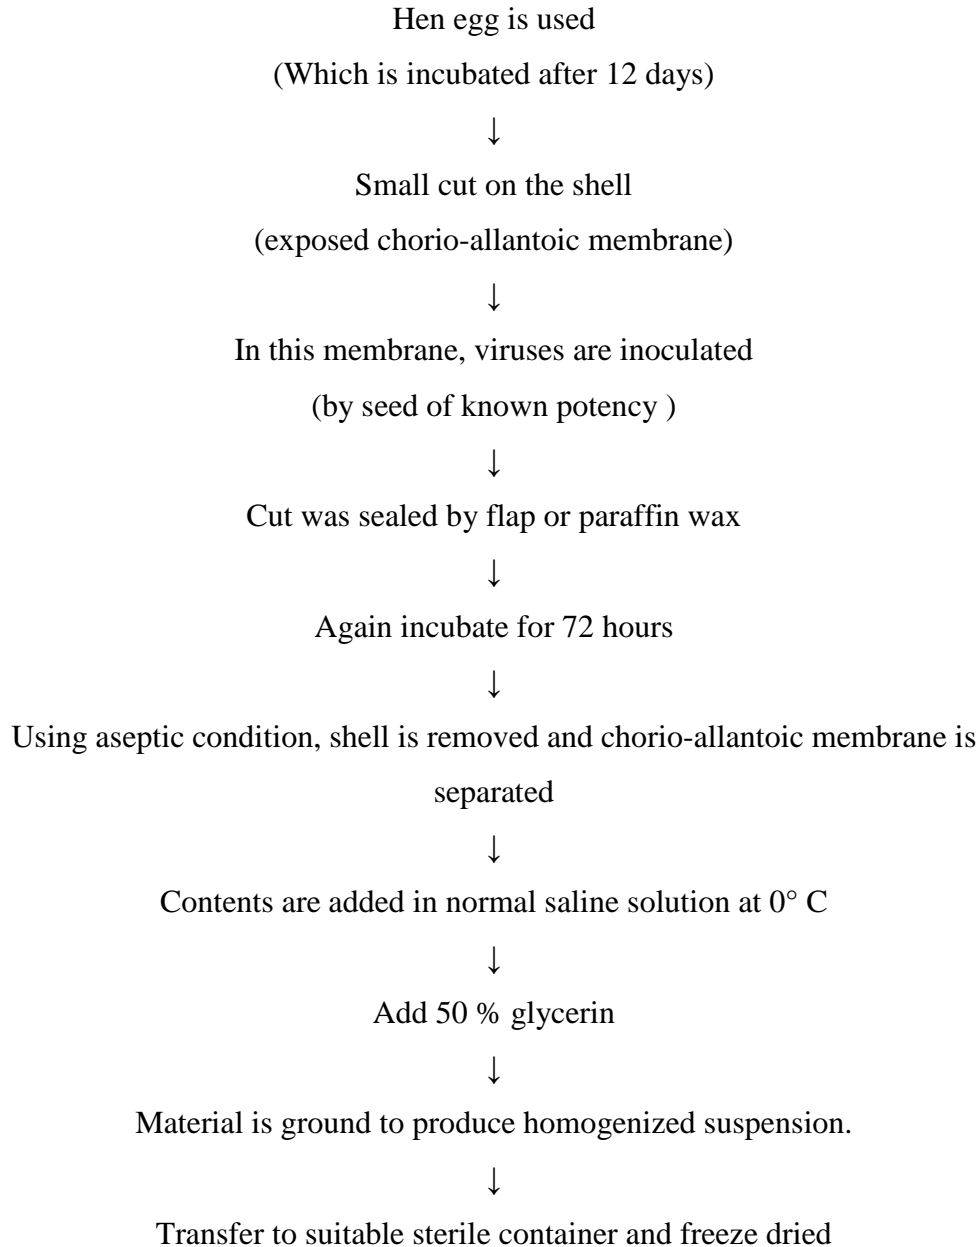 Hen egg is used
(Which is incubated after 12 days)
↓
Small cut on the shell
(exposed chorio-allantoic membrane)
↓
In this membrane, viruses are inoculated
(by seed of known potency )
↓
Cut was sealed by flap or paraffin wax
↓
Again incubate for 72 hours
↓
Using aseptic condition, shell is removed and chorio-allantoic membrane is
separated
↓
Contents are added in normal saline solution at 0° C
↓
Add 50 % glycerin
↓
Material is ground to produce homogenized suspension.
↓
Transfer to suitable sterile container and freeze dried